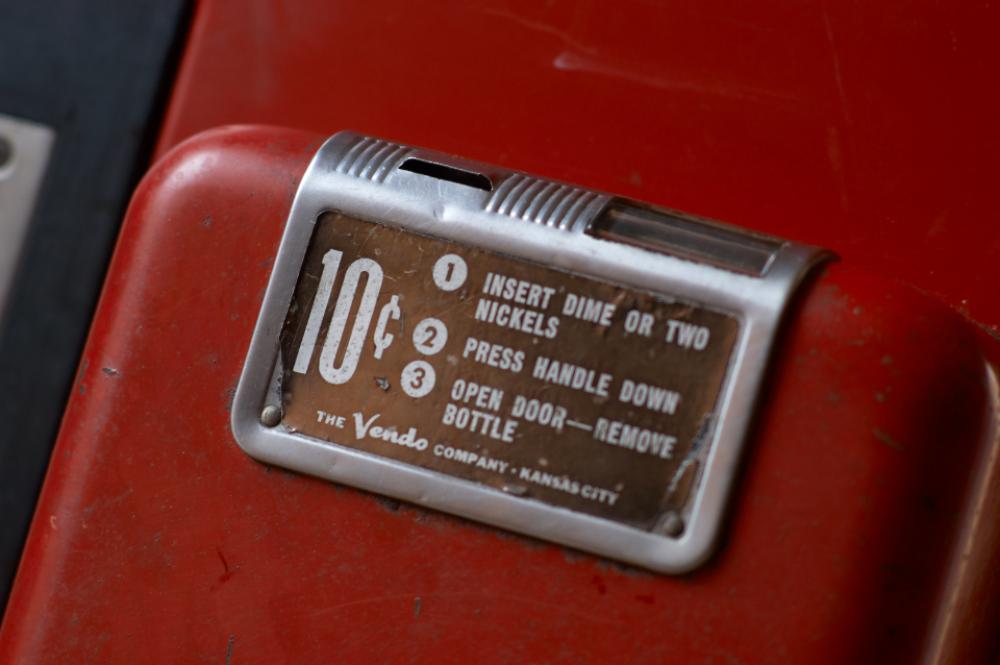 10¢
1 INSERT DIME OR TWO
NICKELS
2 PRESS HANDLE DOWN
3 OPEN DOOR—REMOVE
BOTTLE
THE Vendo COMPANY · KANSAS CITY